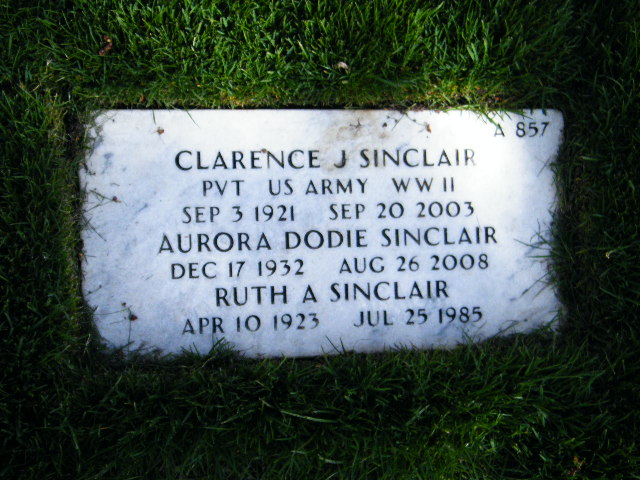 A 857
CLARENCE J SINCLAIR
PVT US ARMY WW II
SEP 3 1921 SEP 20 2003
AURORA DODIE SINCLAIR
DEC 17 1932 AUG 26 2008
RUTH A SINCLAIR
APR 10 1923 JUL 25 1985